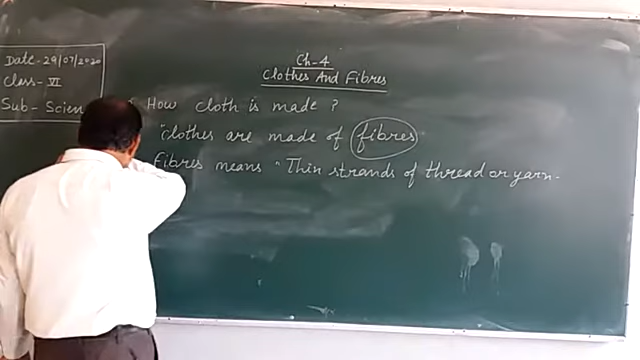 Date - 29/07/2020
Class - VI
Sub - Scien
Ch-4
Clothes And Fibres
How cloth is made ?
"Clothes are made of fibres
Fibres means "Thin strands of thread or yarn.